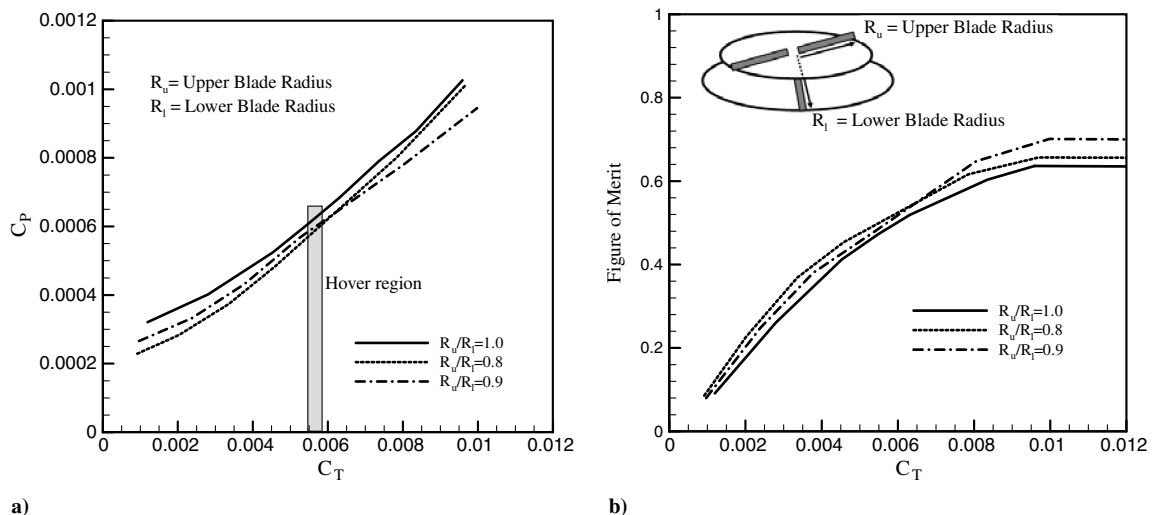 0.0012
0.001
0.0008
0.0006
0.0004
0.0002
0
C_P
R_u= Upper Blade Radius
R_l = Lower Blade Radius
Hover region
R_u/R_l=1.0
R_u/R_l=0.8
R_u/R_l=0.9
0 0.002 0.004 0.006 0.008 0.01 0.012
C_T
a)
1
0.8
0.6
0.4
0.2
0
Figure of Merit
R_u = Upper Blade Radius
R_l = Lower Blade Radius
R_u/R_l=1.0
R_u/R_l=0.8
R_u/R_l=0.9
0 0.002 0.004 0.006 0.008 0.01 0.012
C_T
b)